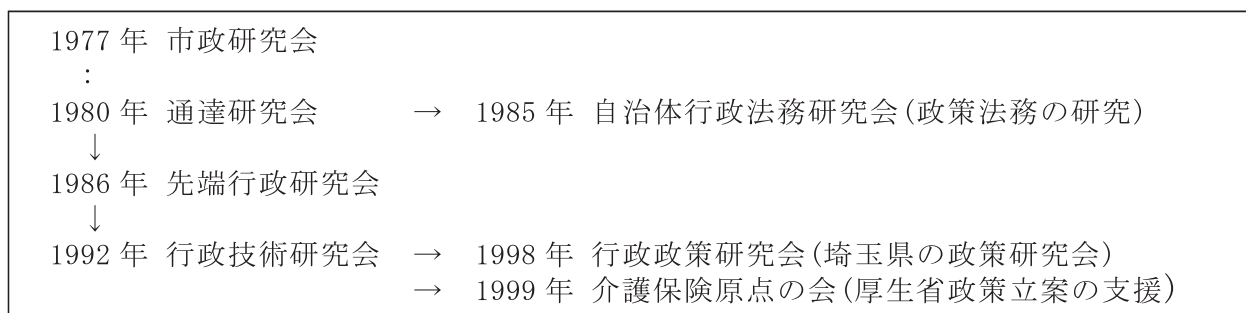 1977 年 市政研究会
:
1980 年 通達研究会 → 1985 年 自治体行政法務研究会(政策法務の研究)
↓
1986 年 先端行政研究会
↓
1992 年 行政技術研究会 → 1998 年 行政政策研究会(埼玉県の政策研究会)
→ 1999 年 介護保険原点の会(厚生省政策立案の支援)